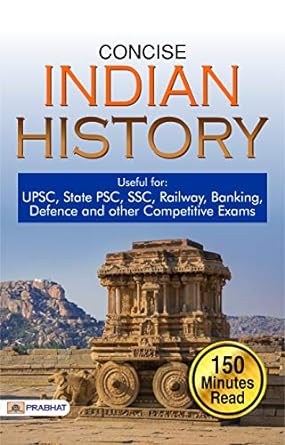 CONCISE
INDIAN
HISTORY
Useful for:
UPSC, State PSC, SSC, Railway, Banking,
Defence and other Competitive Exams
150
Minutes
Read
PRABHAT